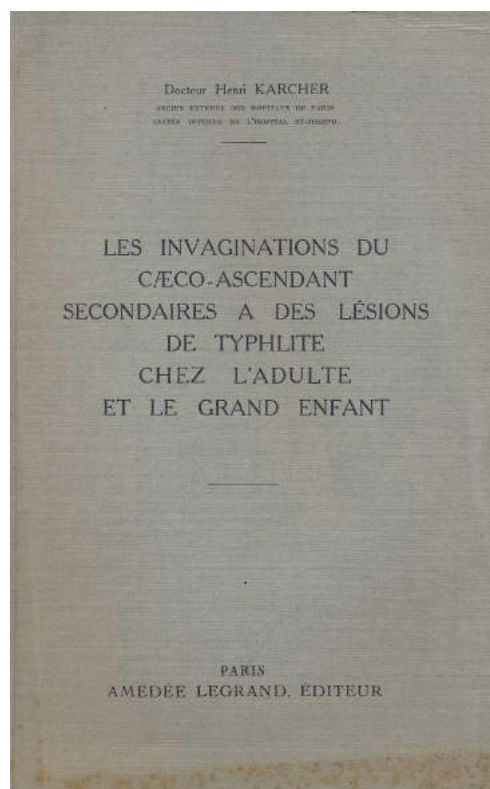 Docteur Henri KARCHER
ANCIEN EXTERNE DES HOPITAUX DE PARIS
ANCIEN INTERNE DE L'HOPITAL ST-JOSEPH.
LES INVAGINATIONS DU
CÆCO-ASCENDANT
SECONDAIRES A DES LÉSIONS
DE TYPHLITE
CHEZ L'ADULTE
ET LE GRAND ENFANT
PARIS
AMEDÉE LEGRAND, ÉDITEUR